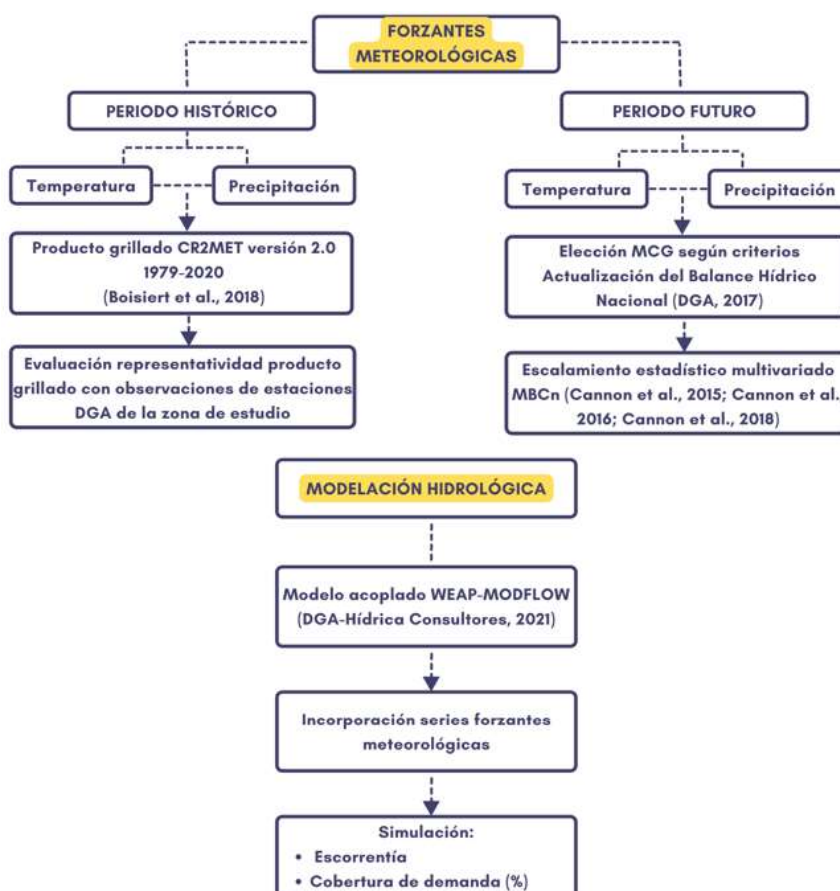 FORZANTES
METEOROLÓGICAS
PERIODO HISTÓRICO
Temperatura
Precipitación
Producto grillado CR2MET versión 2.0
1979-2020
(Boisiert et al., 2018)
Evaluación representatividad producto
grillado con observaciones de estaciones
DGA de la zona de estudio
PERIODO FUTURO
Temperatura
Precipitación
Elección MCG según criterios
Actualización del Balance Hídrico
Nacional (DGA, 2017)
Escalamiento estadístico multivariado
MBCn (Cannon et al., 2015; Cannon et al.
2016; Cannon et al., 2018)
MODELACIÓN HIDROLÓGICA
Modelo acoplado WEAP-MODFLOW
(DGA-Hídrica Consultores, 2021)
Incorporación series forzantes
meteorológicas
Simulación:
• Escorrentía
• Cobertura de demanda (%)